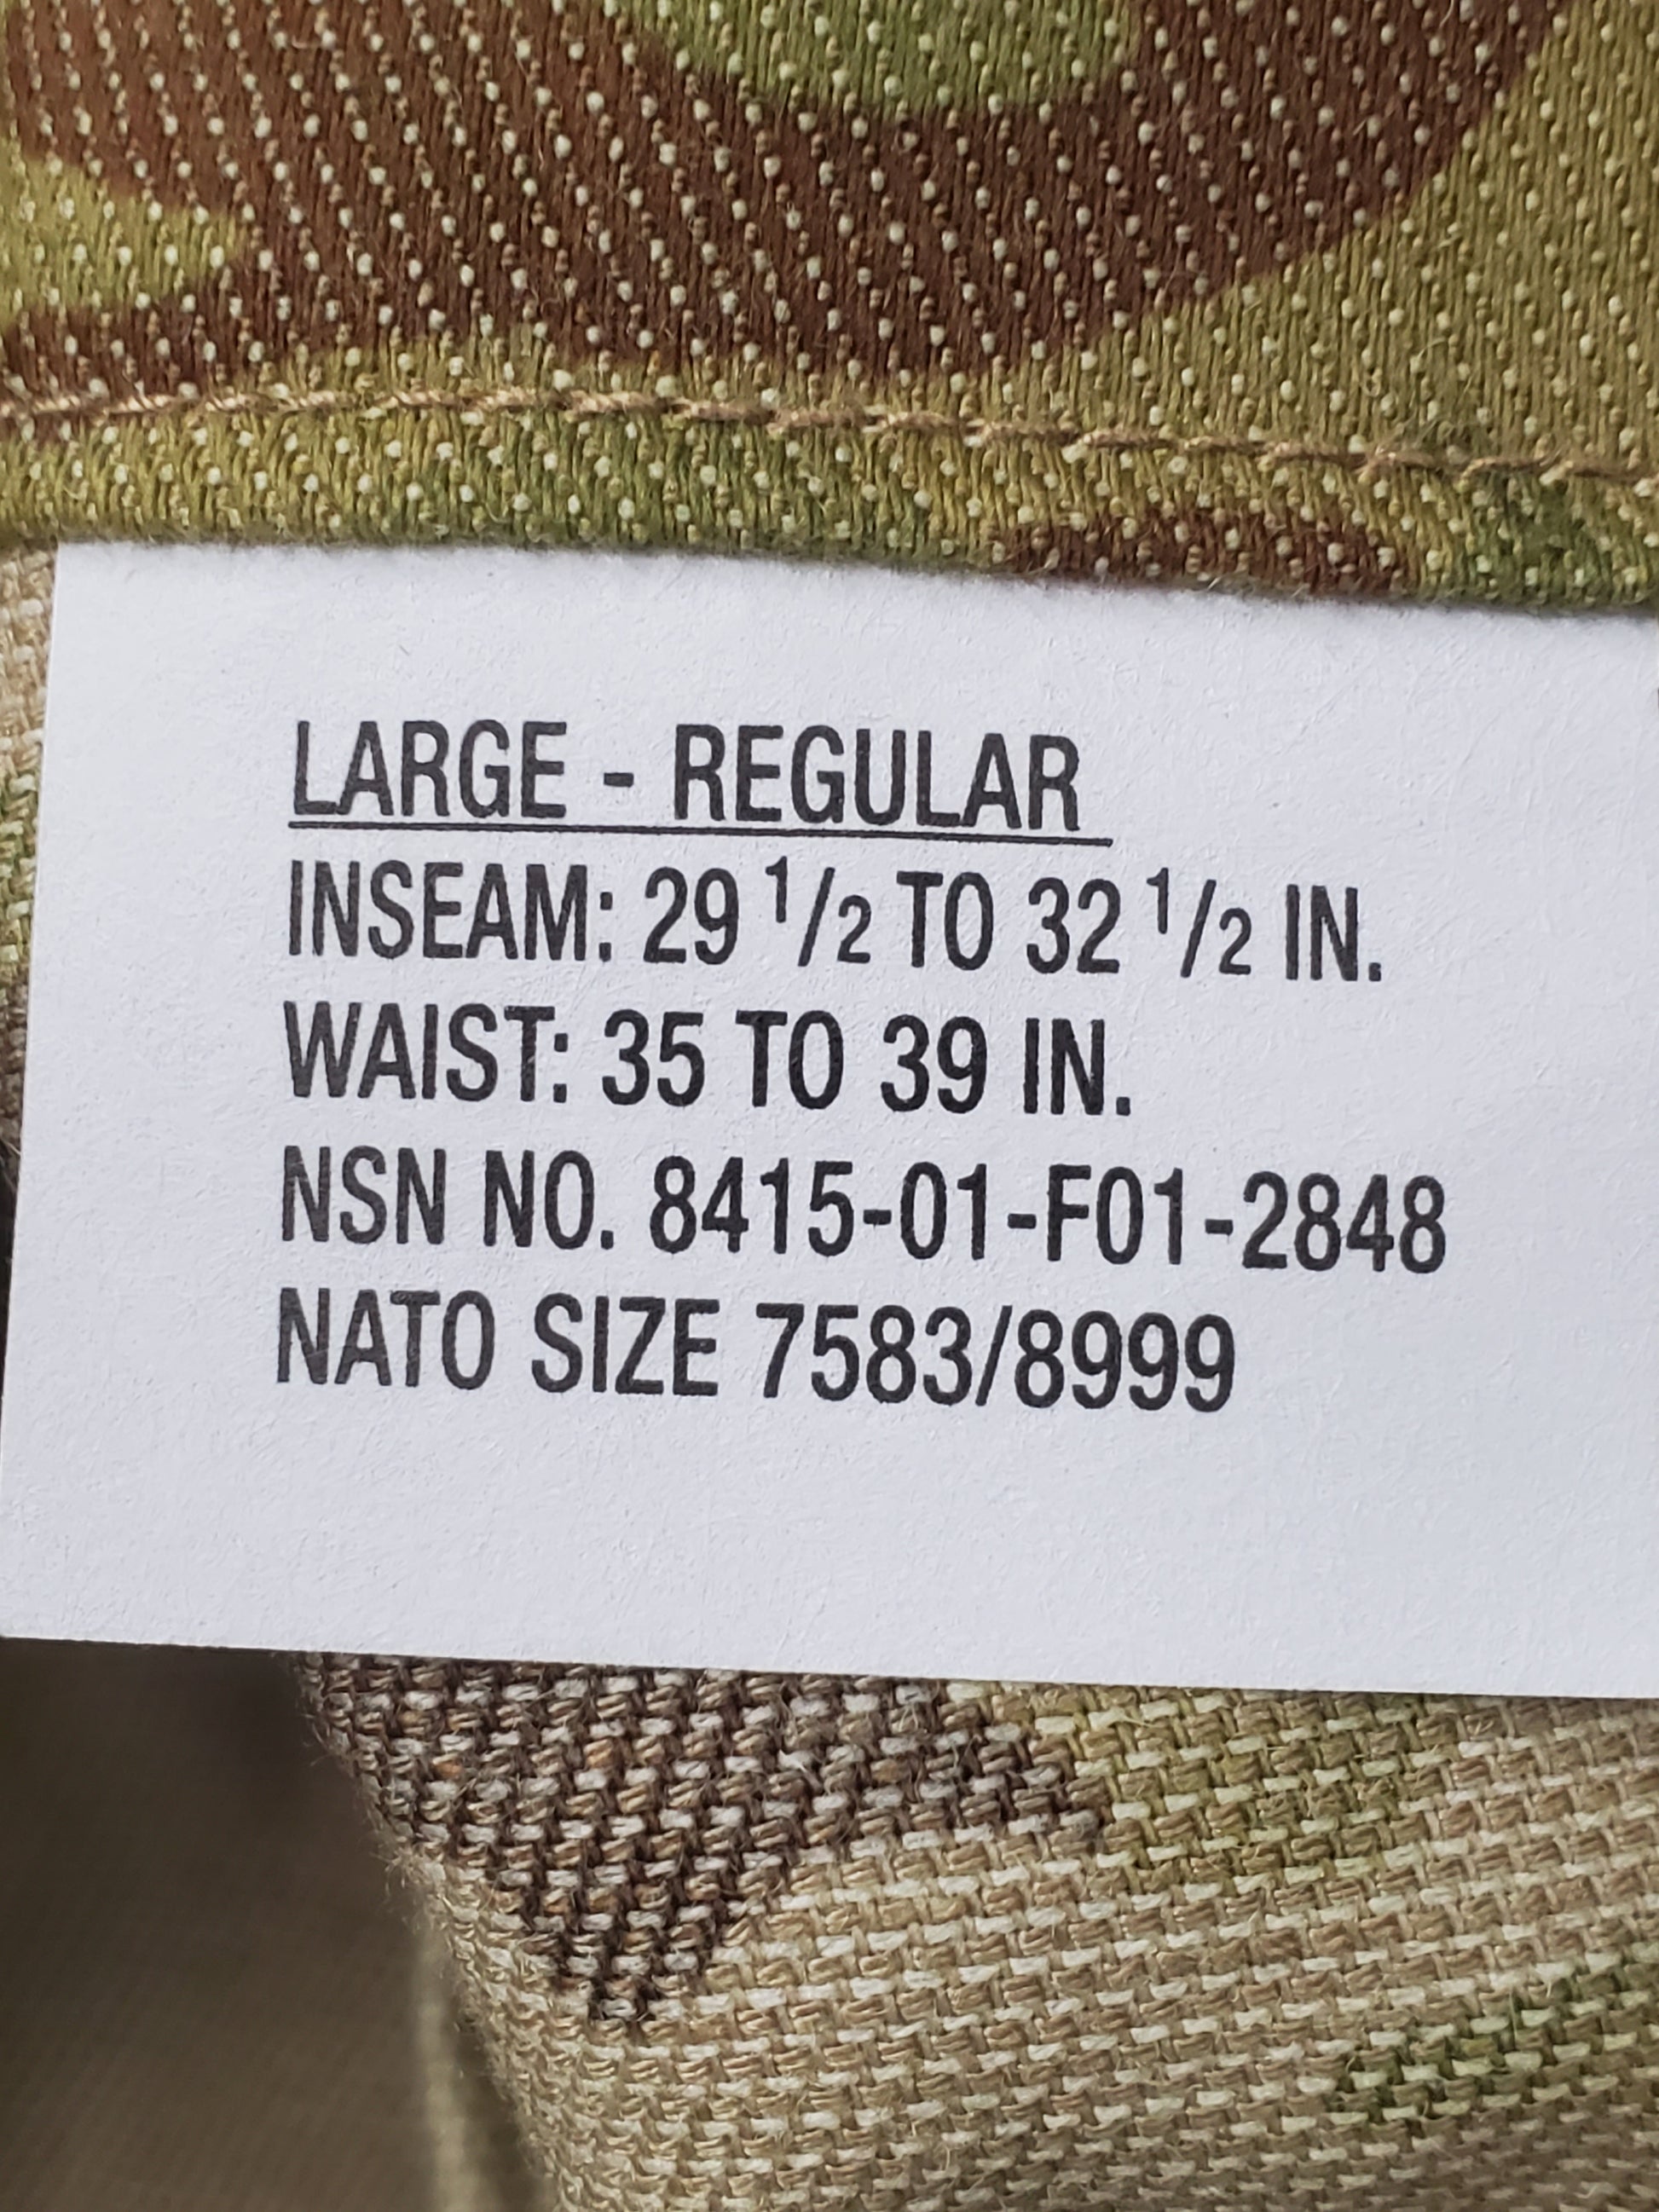 LARGE - REGULAR
INSEAM: 29 1/2 TO 32 1/2 IN.
WAIST: 35 TO 39 IN.
NSN NO. 8415-01-F01-2848
NATO SIZE 7583/8999